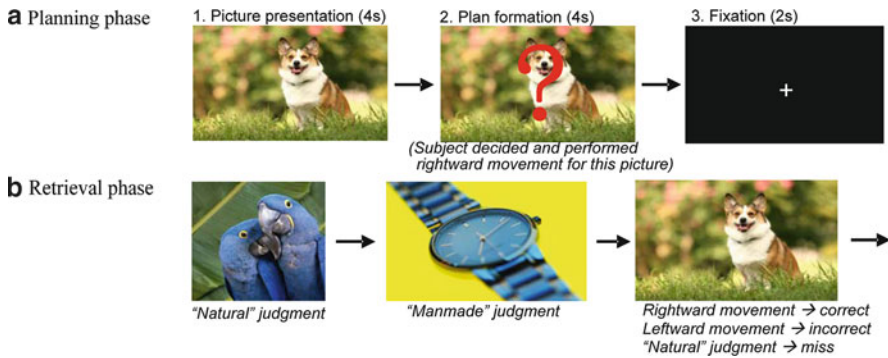 a Planning phase
1. Picture presentation (4s)
2. Plan formation (4s)
3. Fixation (2s)
?
(Subject decided and performed
rightward movement for this picture)
b Retrieval phase
“Natural” judgment
“Manmade” judgment
Rightward movement → correct
Leftward movement → incorrect
“Natural” judgment → miss